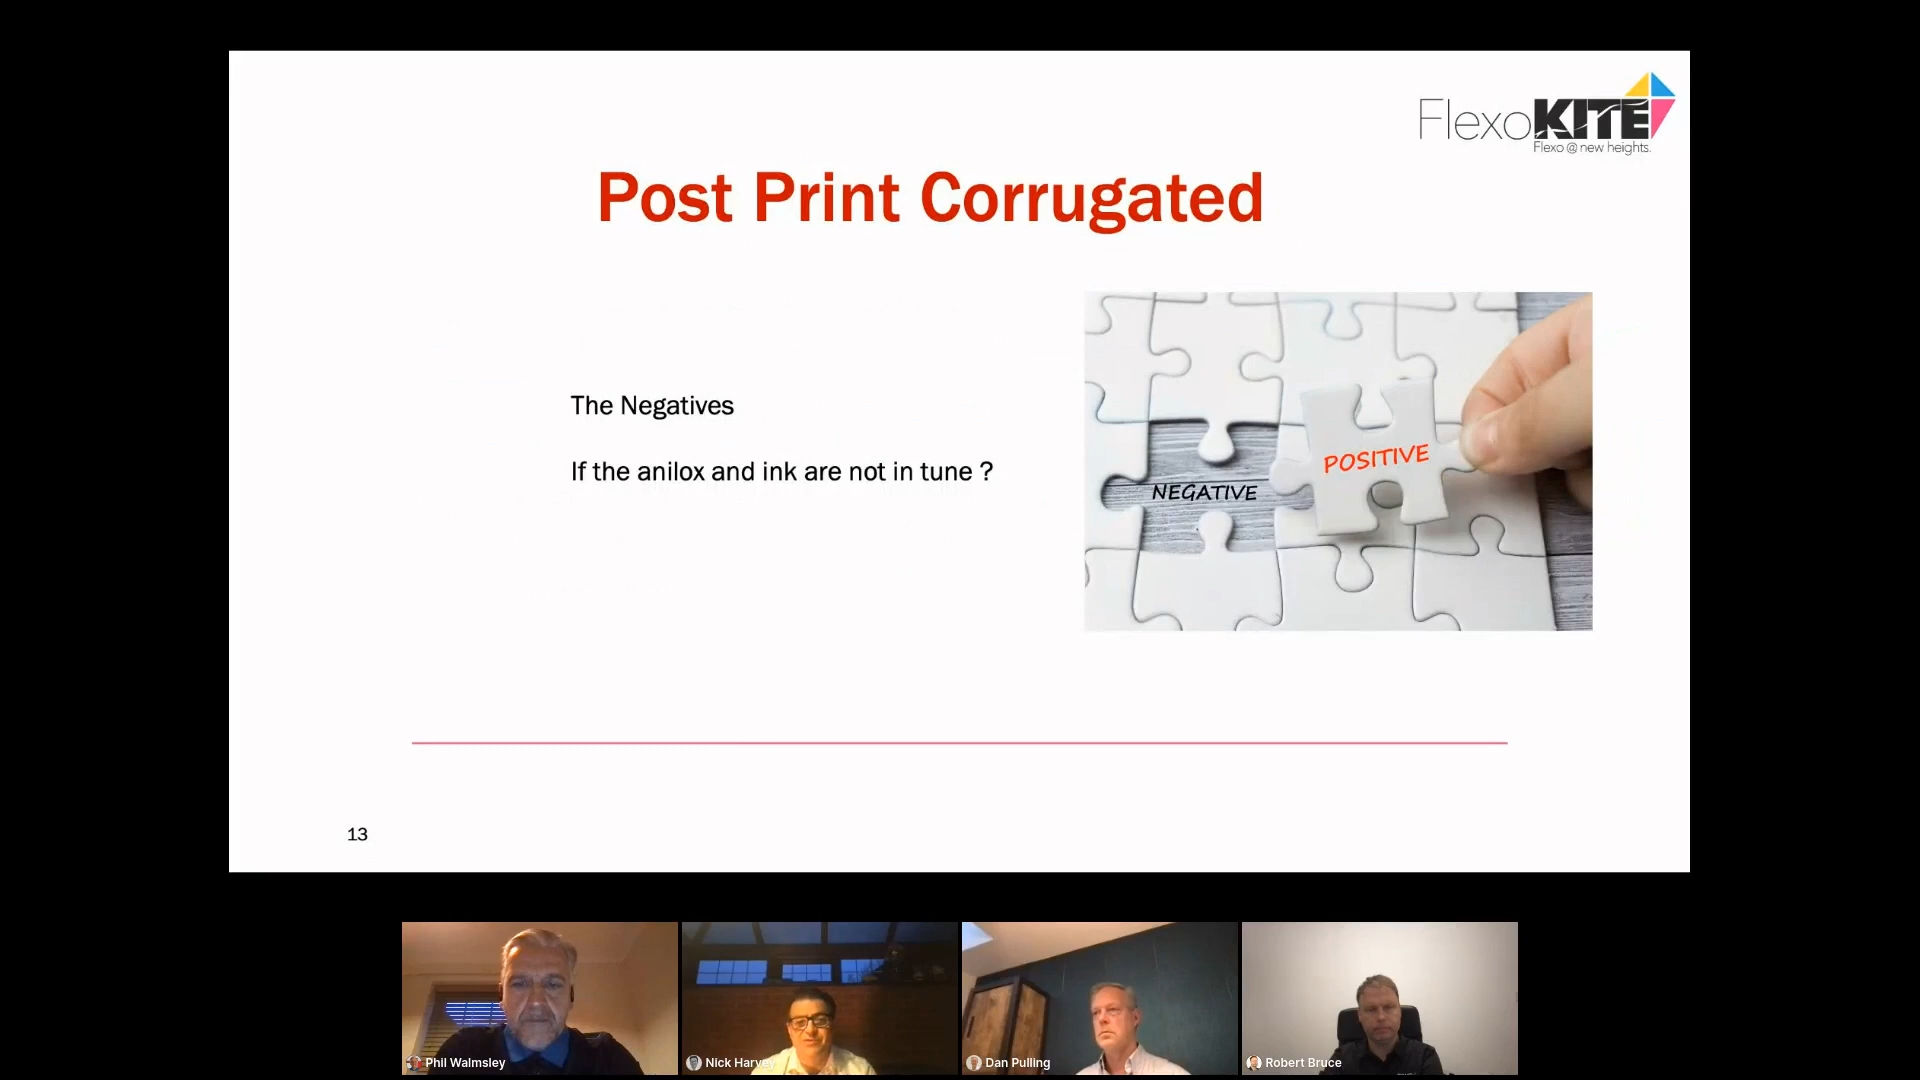 FlexoKITE
Flexo @ new heights.
Post Print Corrugated
The Negatives
If the anilox and ink are not in tune ?
NEGATIVE
POSITIVE
13
Phil Walmsley
Nick Harvey
Dan Pulling
Robert Bruce